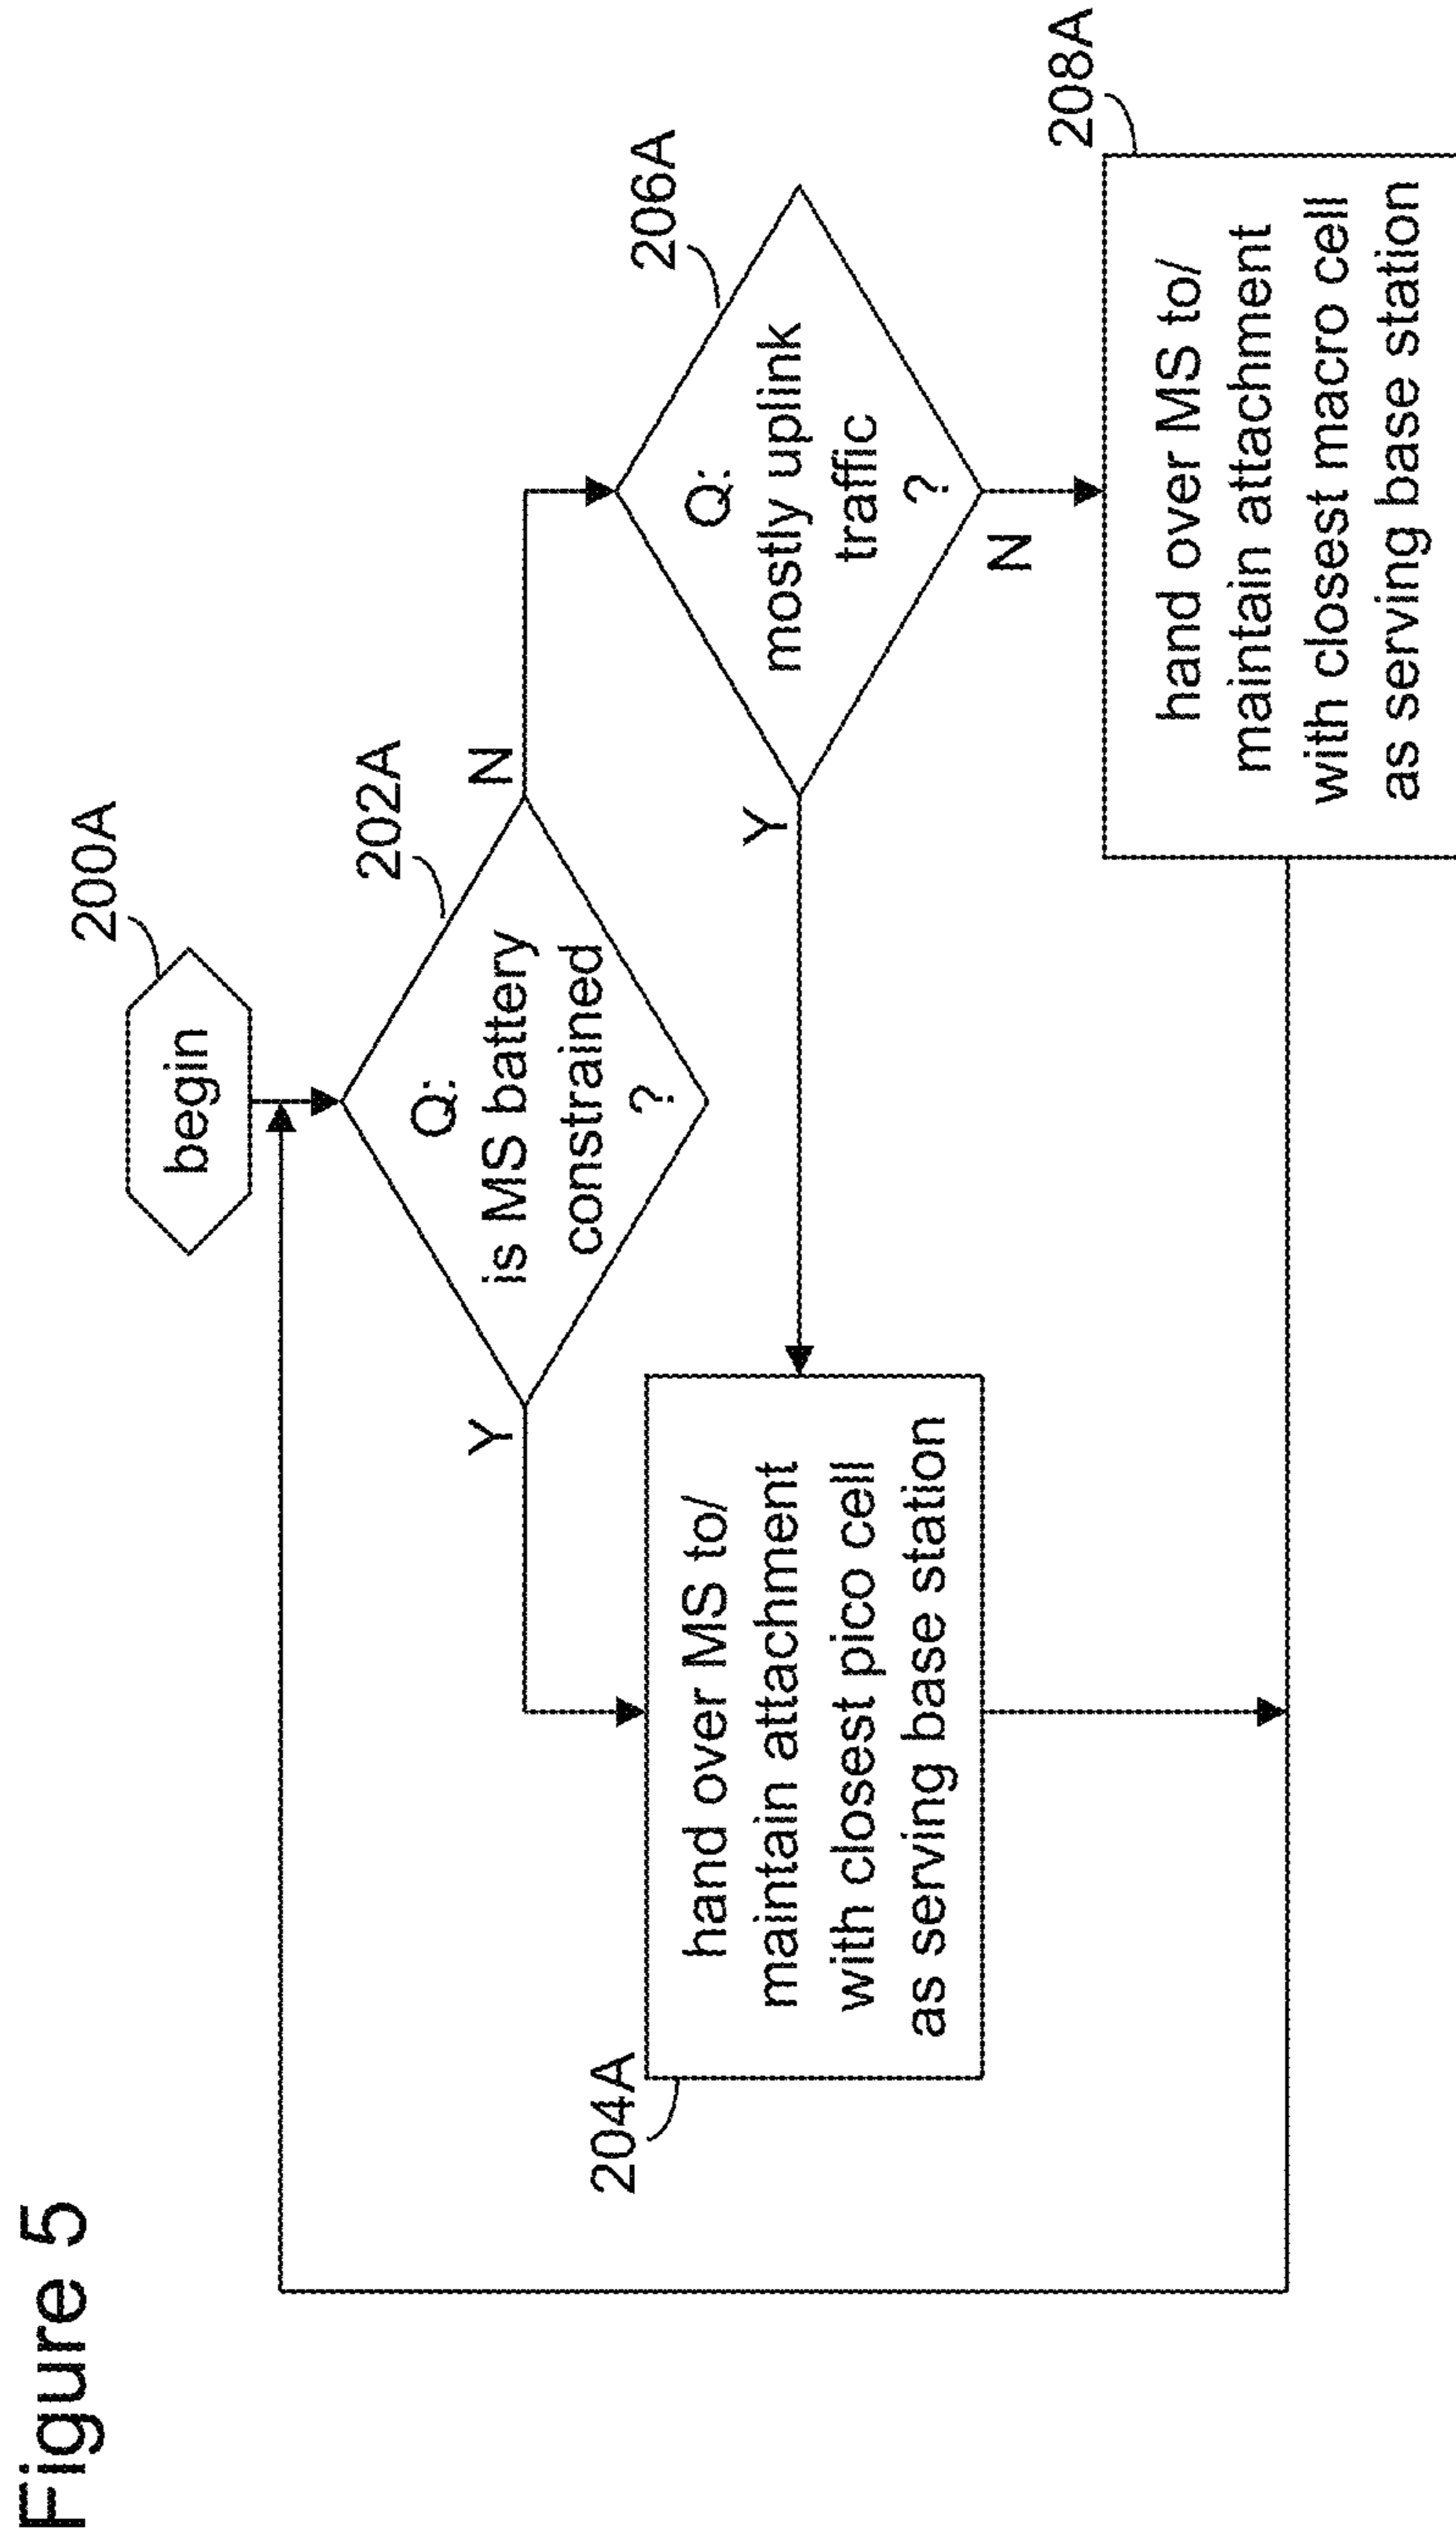 Figure 5
200A
begin
202A
Q:
is MS battery
constrained
?
Y
N
206A
Q:
mostly uplink
traffic
?
Y
N
204A
hand over MS to/
maintain attachment
with closest pico cell
as serving base station
208A
hand over MS to/
maintain attachment
with closest macro cell
as serving base station